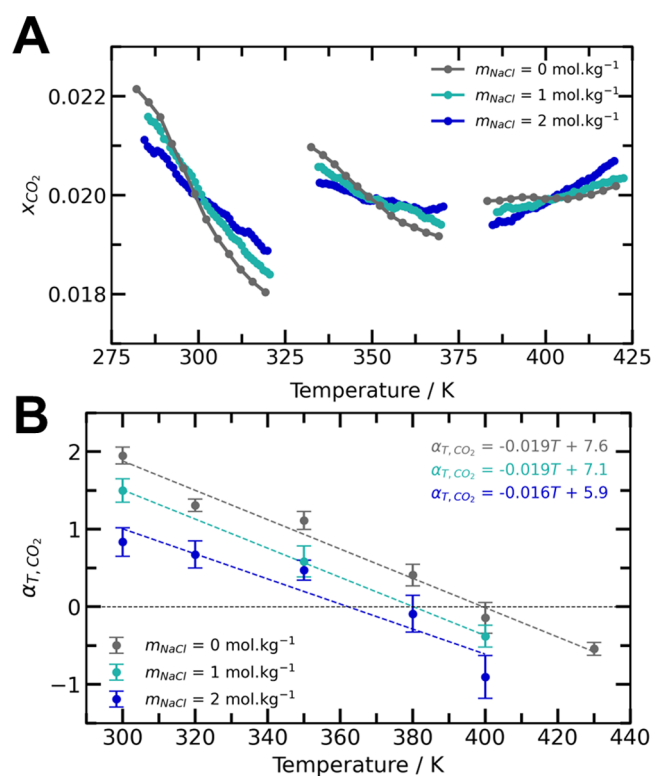 A
0.022
0.020
0.018
x_{CO_2}
m_{NaCl} = 0 mol.kg⁻¹
m_{NaCl} = 1 mol.kg⁻¹
m_{NaCl} = 2 mol.kg⁻¹
275 300 325 350 375 400 425
Temperature / K
B
2
1
0
−1
α_{T,CO_2}
α_{T,CO_2} = -0.019T + 7.6
α_{T,CO_2} = -0.019T + 7.1
α_{T,CO_2} = -0.016T + 5.9
m_{NaCl} = 0 mol.kg⁻¹
m_{NaCl} = 1 mol.kg⁻¹
m_{NaCl} = 2 mol.kg⁻¹
300 320 340 360 380 400 420 440
Temperature / K